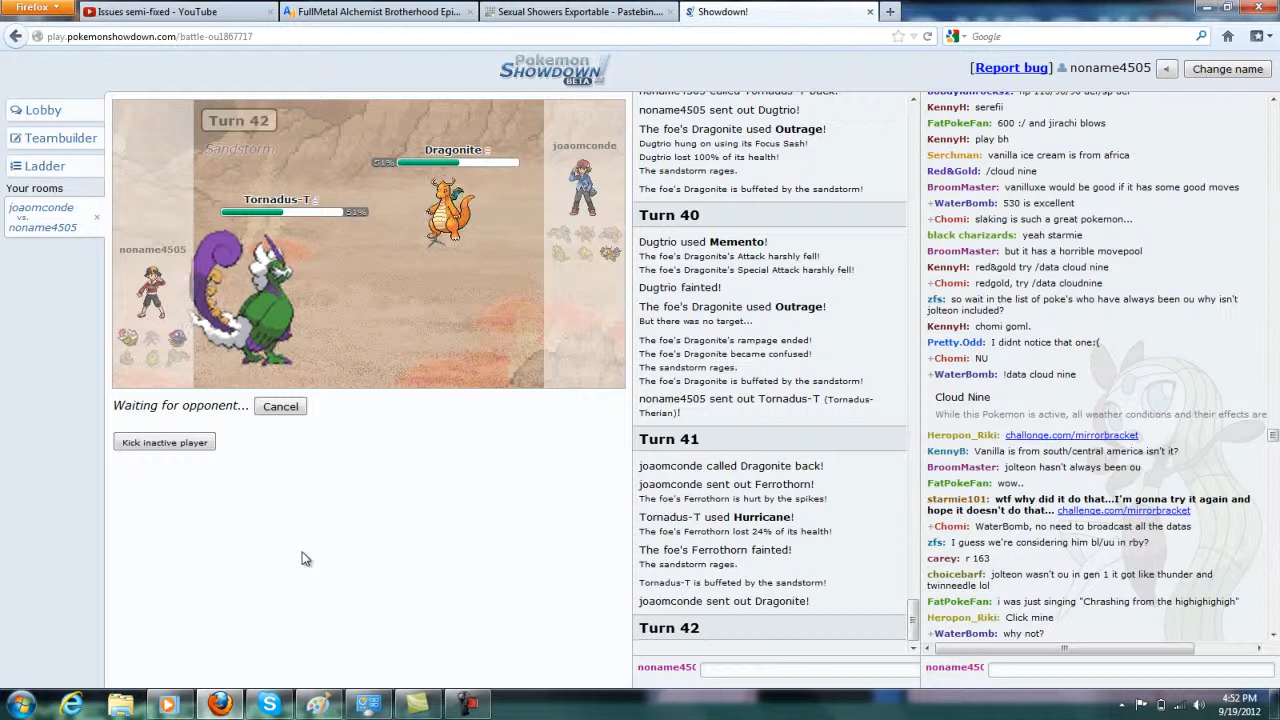 Firefox
Issues semi-fixed - YouTube
FullMetal Alchemist Brotherhood Epi...
Sexual Showers Exportable - Pastebin....
Showdown!
play.pokemonshowdown.com/battle-ou1867717
Google
Pokemon
SHOWDOWN!
BETA
[Report bug]
noname4505
Change name
Lobby
Teambuilder
Ladder
Your rooms
joaomconde
vs.
noname4505
Turn 42
Sandstorm
Dragonite
51%
joaomconde
Tornadus-T
51%
noname4505
Waiting for opponent...
Cancel
Kick inactive player
noname4505 called Tornadus-T back!
noname4505 sent out Dugtrio!
The foe's Dragonite used Outrage!
Dugtrio hung on using its Focus Sash!
Dugtrio lost 100% of its health!
The sandstorm rages.
The foe's Dragonite is buffeted by the sandstorm!
Turn 40
Dugtrio used Memento!
The foe's Dragonite's Attack harshly fell!
The foe's Dragonite's Special Attack harshly fell!
Dugtrio fainted!
The foe's Dragonite used Outrage!
But there was no target...
The foe's Dragonite's rampage ended!
The foe's Dragonite became confused!
The sandstorm rages.
The foe's Dragonite is buffeted by the sandstorm!
noname4505 sent out Tornadus-T (Tornadus-
Therian)!
Turn 41
joaomconde called Dragonite back!
joaomconde sent out Ferrothorn!
The foe's Ferrothorn is hurt by the spikes!
Tornadus-T used Hurricane!
The foe's Ferrothorn lost 24% of its health!
The foe's Ferrothorn fainted!
The sandstorm rages.
Tornadus-T is buffeted by the sandstorm!
joaomconde sent out Dragonite!
Turn 42
noname450
KennyH: serefii
FatPokeFan: 600 :/ and jirachi blows
KennyH: play bh
Serchman: vanilla ice cream is from africa
Red&Gold: /cloud nine
BroomMaster: vanilluxe would be good if it has some good moves
+WaterBomb: 530 is excellent
+Chomi: slaking is such a great pokemon...
black charizards: yeah starmie
BroomMaster: but it has a horrible movepool
KennyH: red&gold try /data cloud nine
+Chomi: redgold, try /data cloudnine
zfs: so wait in the list of poke's who have always been ou why isn't
jolteon included?
KennyH: chomi goml.
Pretty.Odd: I didnt notice that one:(
+Chomi: NU
+WaterBomb: !data cloud nine
Cloud Nine
While this Pokemon is active, all weather conditions and their effects are
Heropon_Riki: challonge.com/mirrorbracket
KennyB: Vanilla is from south/central america isn't it?
BroomMaster: jolteon hasn't always been ou
FatPokeFan: wow..
starmie101: wtf why did it do that...I'm gonna try it again and
hope it doesn't do that... challenge.com/mirrorbracket
+Chomi: WaterBomb, no need to broadcast all the datas
zfs: I guess we're considering him bl/uu in rby?
carey: r 163
choicebarf: jolteon wasn't ou in gen 1 it got like thunder and
twinneedle lol
FatPokeFan: i was just singing "Chrashing from the highighighigh"
Heropon_Riki: Click mine
+WaterBomb: why not?
noname450
4:52 PM
9/19/2012